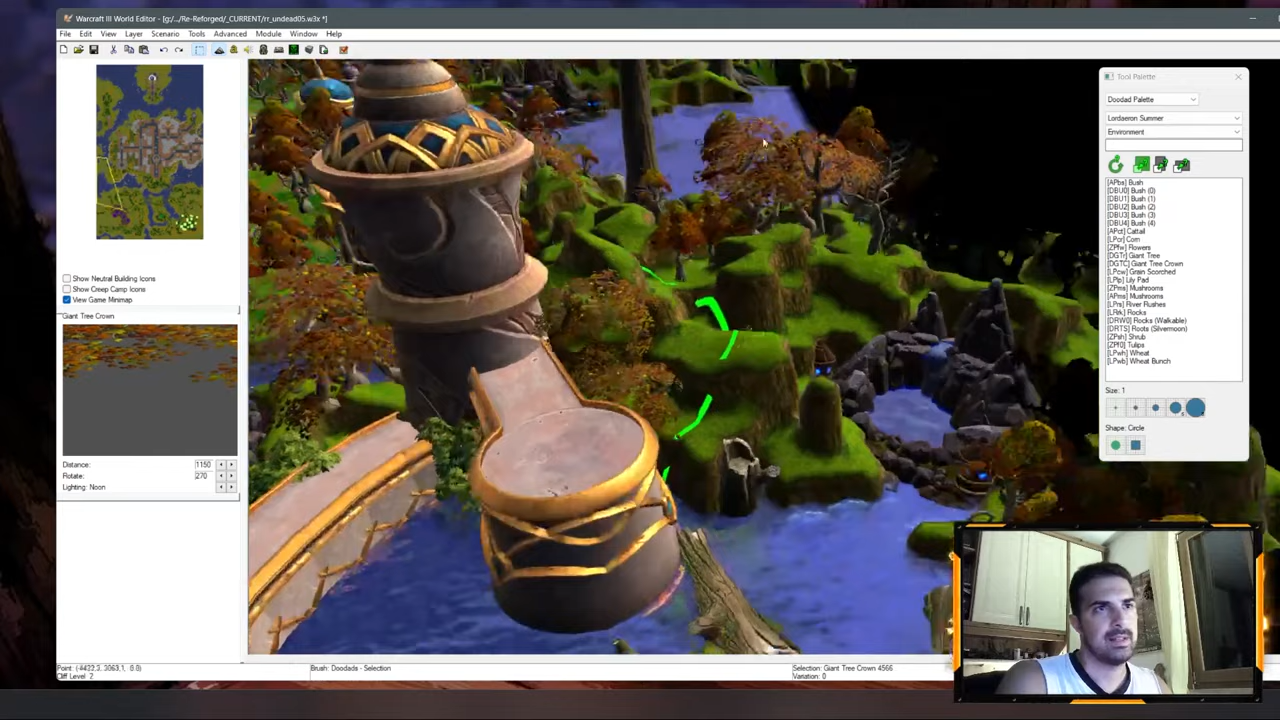 Warcraft III World Editor - [g:/../Re-Reforged/_CURRENT/rr_undead05.w3x *]
File Edit View Layer Scenario Tools Advanced Module Window Help
Show Neutral Building Icons
Show Creep Camp Icons
View Game Minimap
Giant Tree Crown
Distance: 1150
Rotate: 270
Lighting: Noon
Tool Palette
Doodad Palette
Lordaeron Summer
Environment
[APbs] Bush
[DBU0] Bush (0)
[DBU1] Bush (1)
[DBU2] Bush (2)
[DBU3] Bush (3)
[DBU4] Bush (4)
[APct] Cattail
[LPcr] Corn
[ZPfw] Flowers
[DGTr] Giant Tree
[DGTC] Giant Tree Crown
[LPcw] Grain Scorched
[LPlp] Lily Pad
[ZPms] Mushrooms
[APms] Mushrooms
[LPrs] River Rushes
[LRrk] Rocks
[DRW0] Rocks (Walkable)
[DRTS] Roots (Silvermoon)
[ZPsh] Shrub
[ZPf0] Tulips
[LPwh] Wheat
[LPwb] Wheat Bunch
Size: 1
Shape: Circle
Cliff Level 2
Brush: Doodads - Selection
Selection: Giant Tree Crown 4566
Variation: 0